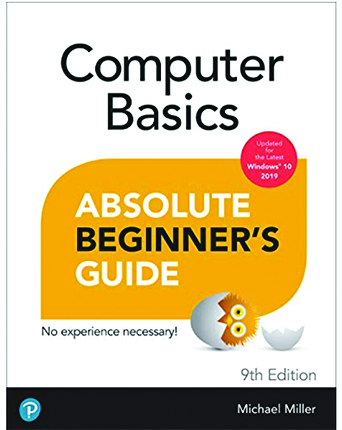 Computer
Basics
Updated
for
the Latest
Windows® 10
2019
ABSOLUTE
BEGINNER'S
GUIDE
No experience necessary!
9th Edition
P
Michael Miller